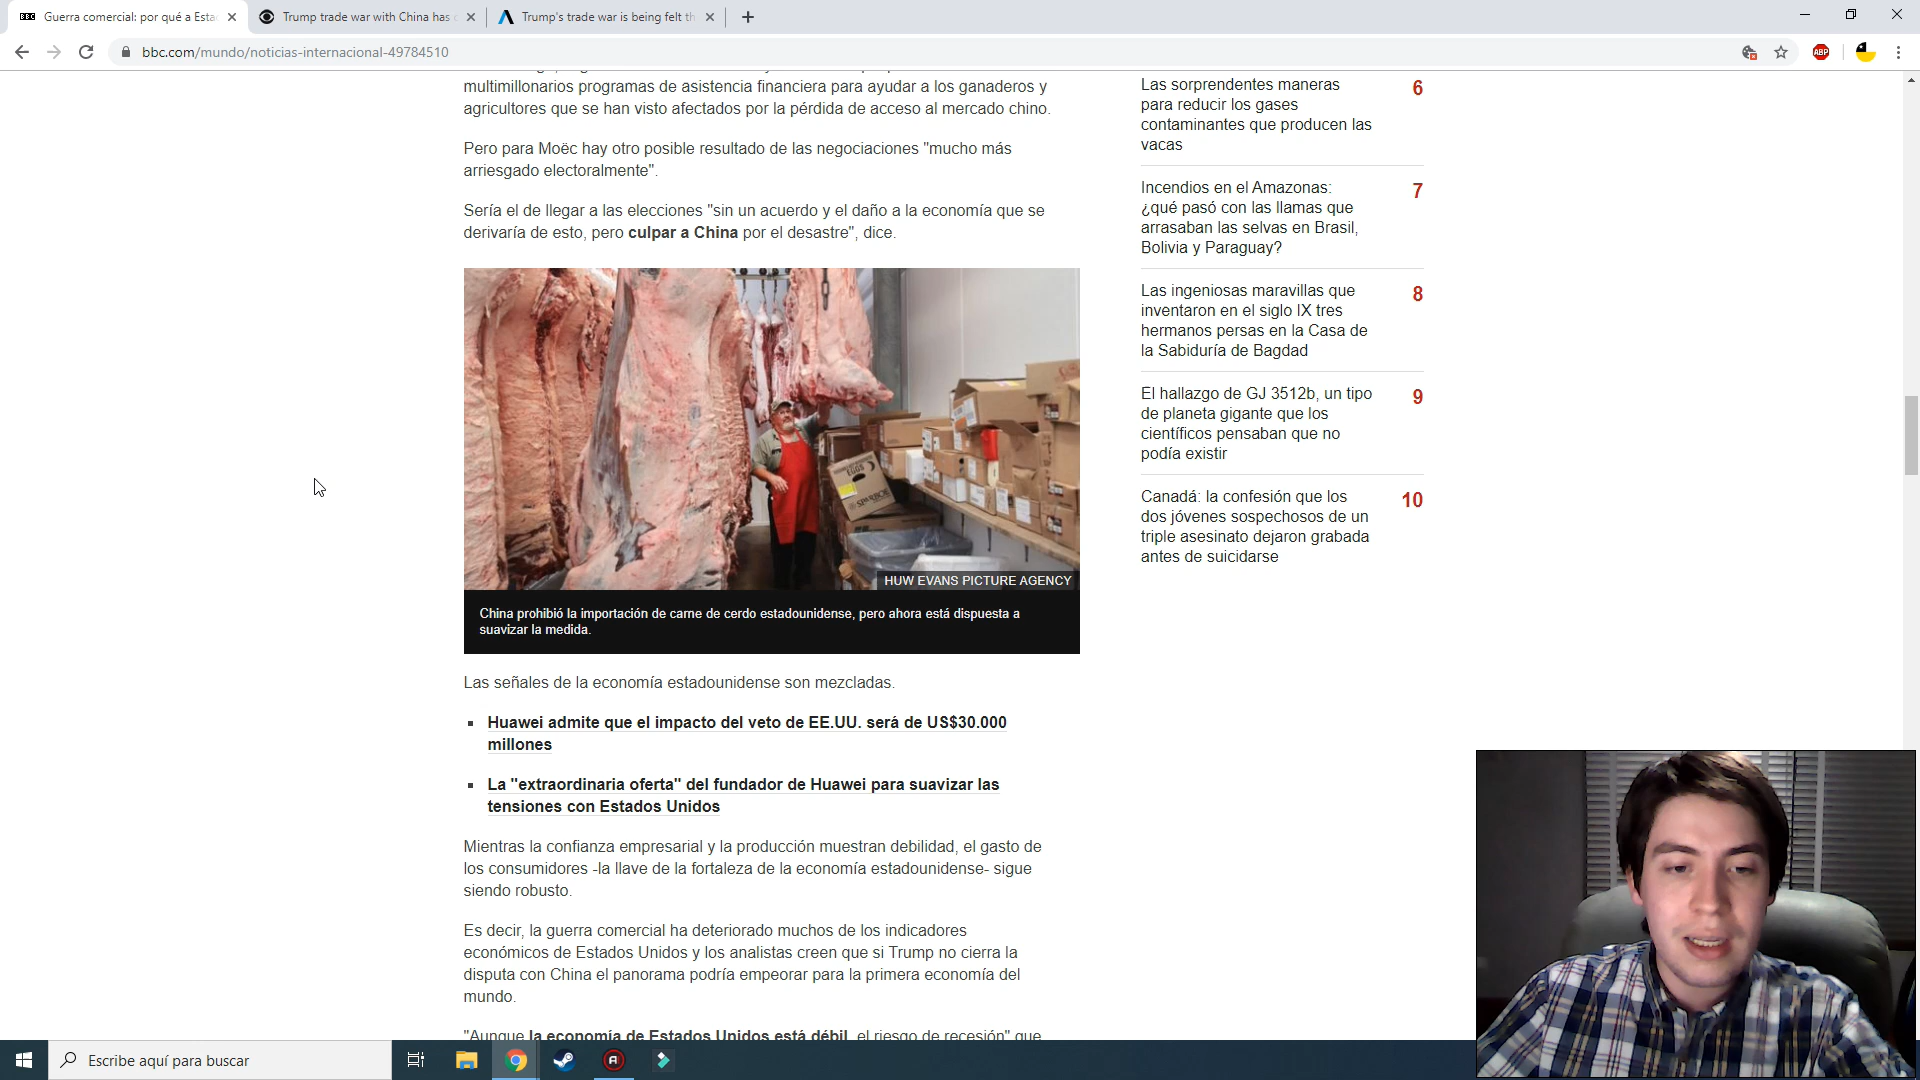 Guerra comercial: por qué a Esta
Trump trade war with China has c
Trump's trade war is being felt th
bbc.com/mundo/noticias-internacional-49784510
ABP
multimillonarios programas de asistencia financiera para ayudar a los ganaderos y
agricultores que se han visto afectados por la pérdida de acceso al mercado chino.
Pero para Moëc hay otro posible resultado de las negociaciones "mucho más
arriesgado electoralmente".
Sería el de llegar a las elecciones "sin un acuerdo y el daño a la economía que se
derivaría de esto, pero culpar a China por el desastre", dice.
HUW EVANS PICTURE AGENCY
China prohibió la importación de carne de cerdo estadounidense, pero ahora está dispuesta a
suavizar la medida.
Las señales de la economía estadounidense son mezcladas.
Huawei admite que el impacto del veto de EE.UU. será de US$30.000
millones
La "extraordinaria oferta" del fundador de Huawei para suavizar las
tensiones con Estados Unidos
Mientras la confianza empresarial y la producción muestran debilidad, el gasto de
los consumidores -la llave de la fortaleza de la economía estadounidense- sigue
siendo robusto.
Es decir, la guerra comercial ha deteriorado muchos de los indicadores
económicos de Estados Unidos y los analistas creen que si Trump no cierra la
disputa con China el panorama podría empeorar para la primera economía del
mundo.
"Aunque la economía de Estados Unidos está débil, el riesgo de recesión" que
Las sorprendentes maneras 6
para reducir los gases
contaminantes que producen las
vacas
Incendios en el Amazonas: 7
¿qué pasó con las llamas que
arrasaban las selvas en Brasil,
Bolivia y Paraguay?
Las ingeniosas maravillas que 8
inventaron en el siglo IX tres
hermanos persas en la Casa de
la Sabiduría de Bagdad
El hallazgo de GJ 3512b, un tipo 9
de planeta gigante que los
científicos pensaban que no
podía existir
Canadá: la confesión que los 10
dos jóvenes sospechosos de un
triple asesinato dejaron grabada
antes de suicidarse
Escribe aquí para buscar